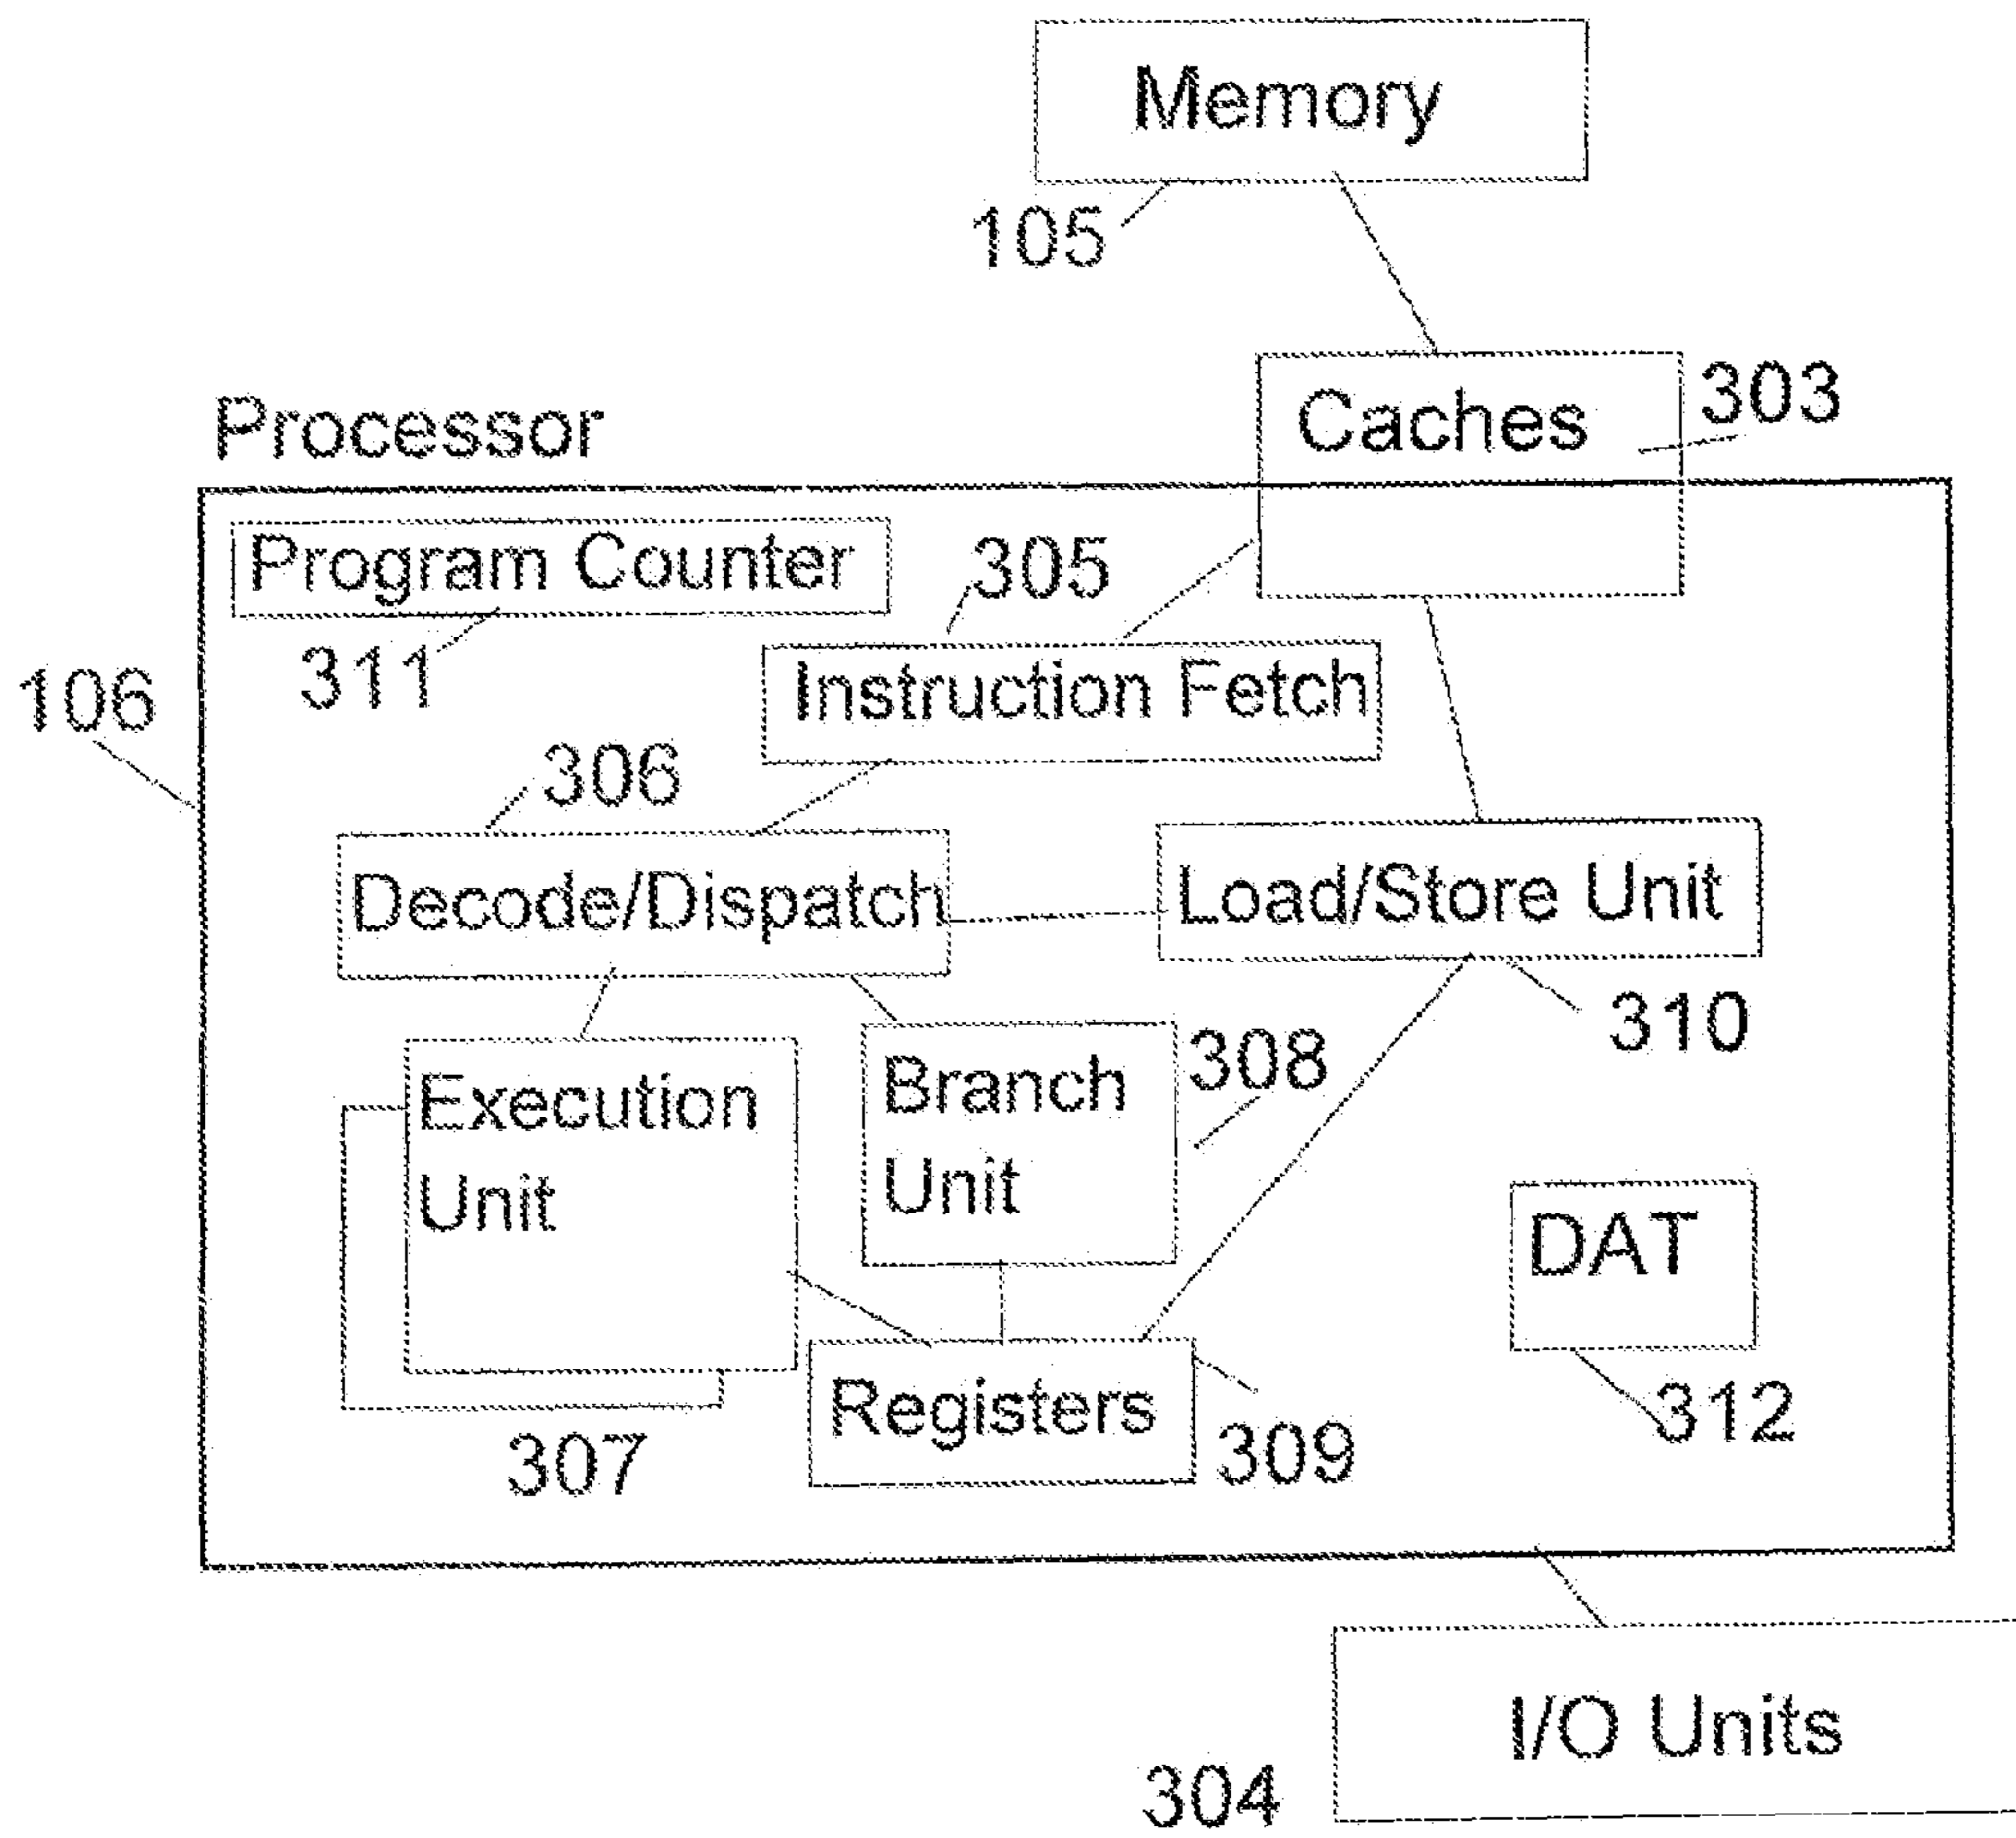 Memory
105
Caches
303
Processor
Program Counter
305
311
Instruction Fetch
106
306
Decode/Dispatch
Load/Store Unit
310
Execution
Unit
Branch
Unit
308
DAT
Registers
312
307
309
I/O Units
304